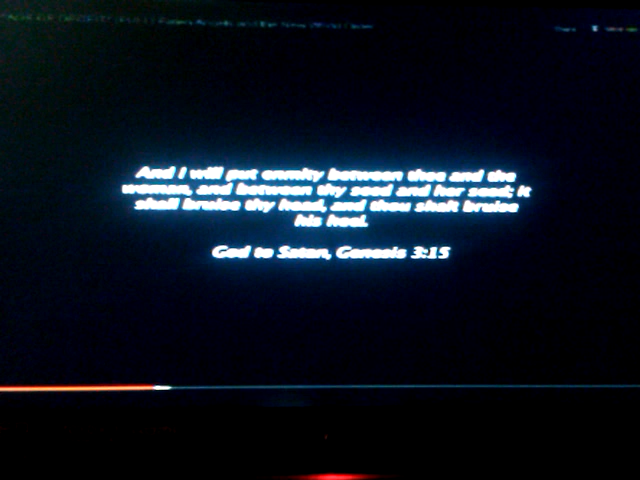 And I will put enmity between thee and the
woman, and between thy seed and her seed; it
shall bruise thy head, and thou shalt bruise
his heel.
God to Satan, Genesis 3:15